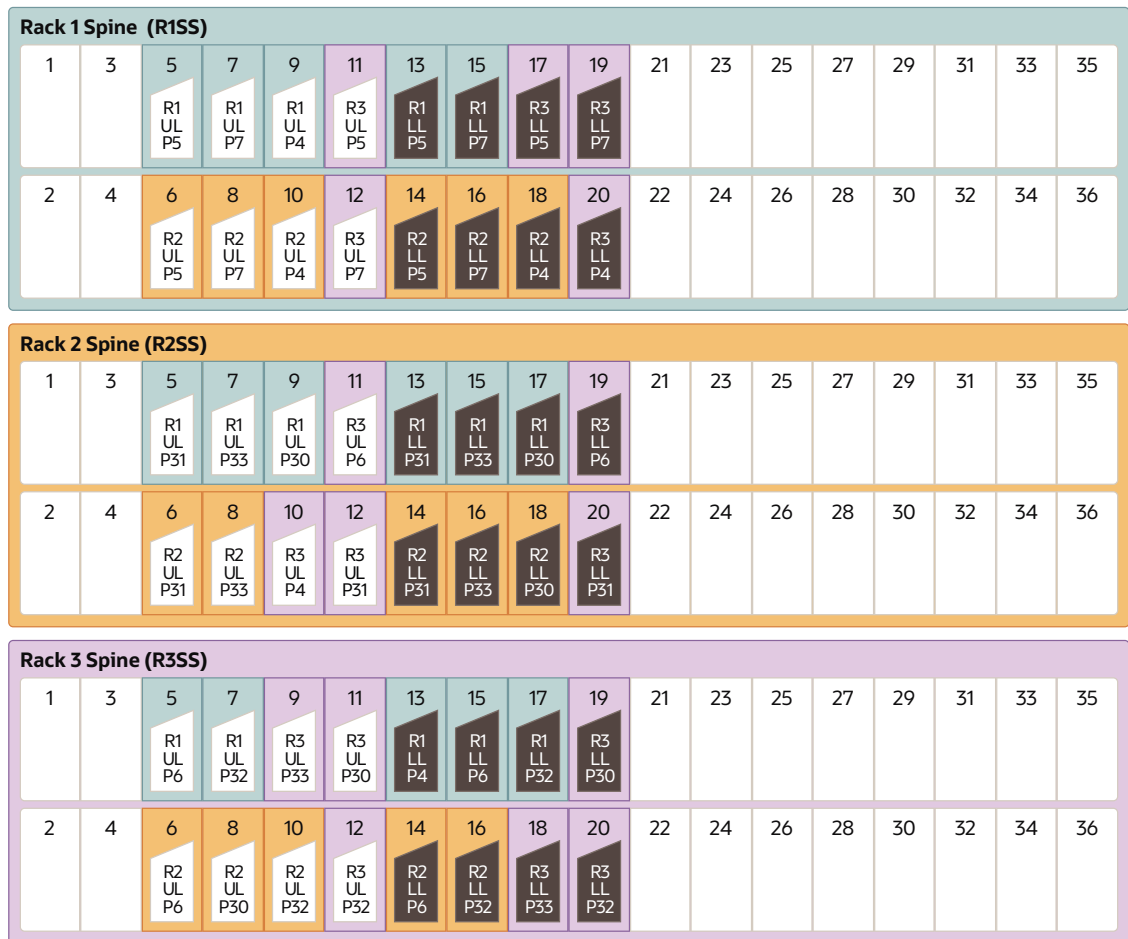 Rack 1 Spine (R1SS)
1 3 5 7 9 11 13 15 17 19 21 23 25 27 29 31 33 35
R1 R1 R1 R3 R1 R1 R3 R3
UL UL UL UL LL LL LL LL
P5 P7 P4 P5 P5 P7 P5 P7
2 4 6 8 10 12 14 16 18 20 22 24 26 28 30 32 34 36
R2 R2 R2 R3 R2 R2 R2 R3
UL UL UL UL LL LL LL LL
P5 P7 P4 P7 P5 P7 P4 P4
Rack 2 Spine (R2SS)
1 3 5 7 9 11 13 15 17 19 21 23 25 27 29 31 33 35
R1 R1 R1 R3 R1 R1 R1 R3
UL UL UL UL LL LL LL LL
P31 P33 P30 P6 P31 P33 P30 P6
2 4 6 8 10 12 14 16 18 20 22 24 26 28 30 32 34 36
R2 R2 R3 R3 R2 R2 R2 R3
UL UL UL UL LL LL LL LL
P31 P33 P4 P31 P31 P33 P30 P31
Rack 3 Spine (R3SS)
1 3 5 7 9 11 13 15 17 19 21 23 25 27 29 31 33 35
R1 R1 R3 R3 R1 R1 R1 R3
UL UL UL UL LL LL LL LL
P6 P32 P33 P30 P4 P6 P32 P30
2 4 6 8 10 12 14 16 18 20 22 24 26 28 30 32 34 36
R2 R2 R2 R3 R2 R2 R3 R3
UL UL UL UL LL LL LL LL
P6 P30 P32 P32 P6 P32 P33 P32